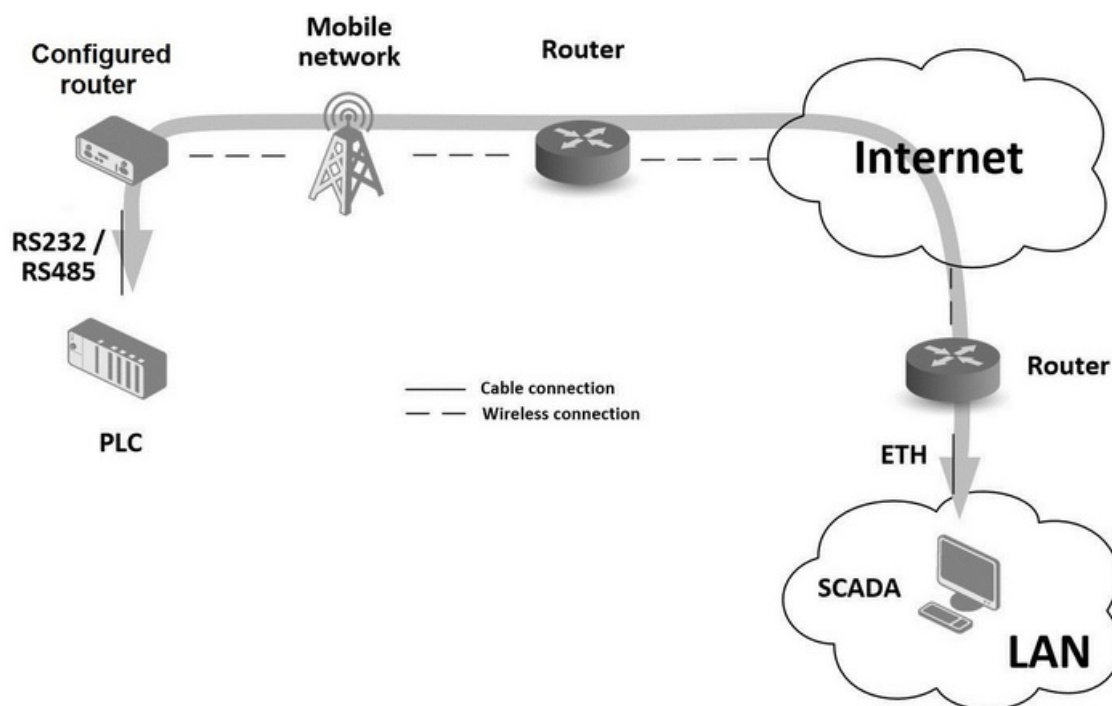 Configured
router
Mobile
network
Router
Internet
RS232 /
RS485
PLC
Cable connection
Wireless connection
Router
ETH
SCADA
LAN